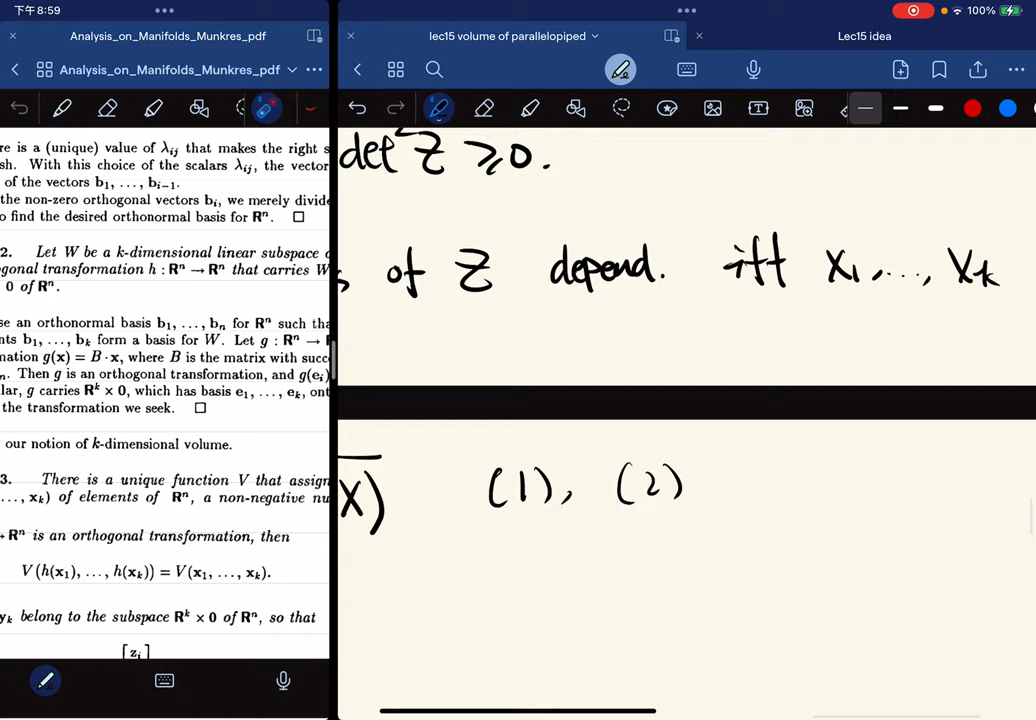 下午8:59
100%
Analysis_on_Manifolds_Munkres_pdf
lec15 volume of parallelopiped
Lec15 idea
Analysis_on_Manifolds_Munkres_pdf
re is a (unique) value of λij that makes the right s
sh. With this choice of the scalars λij, the vector
of the vectors b1, …, bi−1.
the non-zero orthogonal vectors bi, we merely divide
o find the desired orthonormal basis for Rⁿ. □
2. Let W be a k-dimensional linear subspace o
ogonal transformation h : Rⁿ → Rⁿ that carries W
0 of Rⁿ.
se an orthonormal basis b1, …, bn for Rⁿ such tha
nts b1, …, bk form a basis for W. Let g : Rⁿ →
mation g(x) = B · x, where B is the matrix with succ
n. Then g is an orthogonal transformation, and g(ei)
lar, g carries Rᵏ × 0, which has basis e1, …, ek, ont
the transformation we seek. □
our notion of k-dimensional volume.
3. There is a unique function V that assign
…, xk) of elements of Rⁿ, a non-negative nu
→ Rⁿ is an orthogonal transformation, then
V(h(x1), …, h(xk)) = V(x1, …, xk).
yk belong to the subspace Rᵏ × 0 of Rⁿ, so that
[zi]
det² Z ⩾ 0.
s of Z depend. iff x1, …, xk
X) (1), (2)